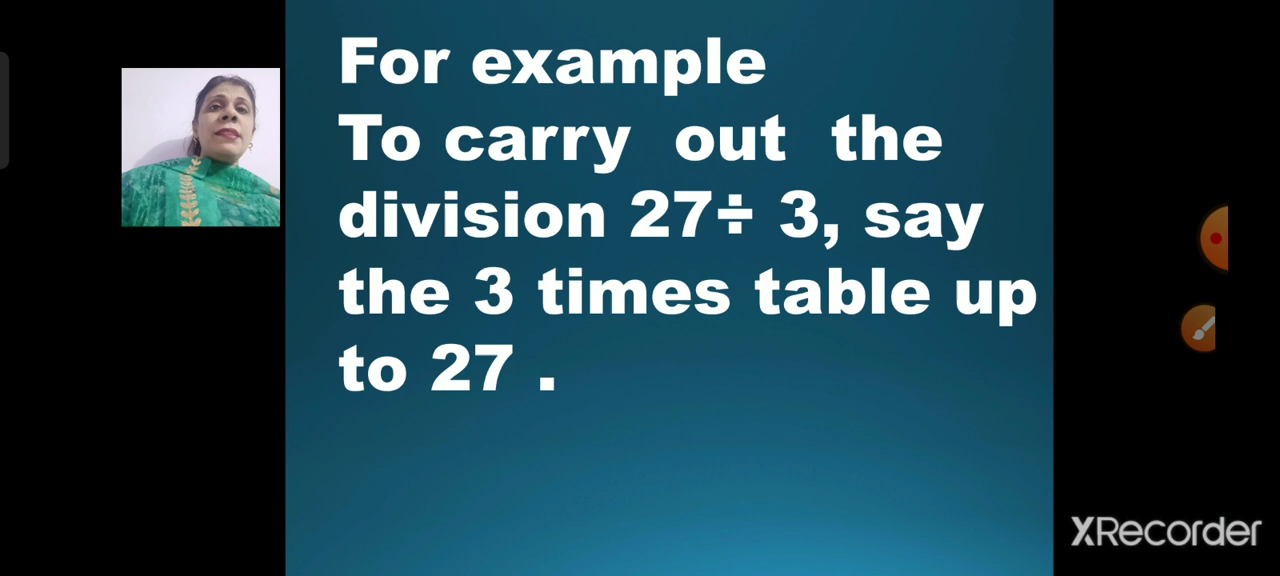 For example
To carry out the
division 27÷ 3, say
the 3 times table up
to 27 .
XRecorder